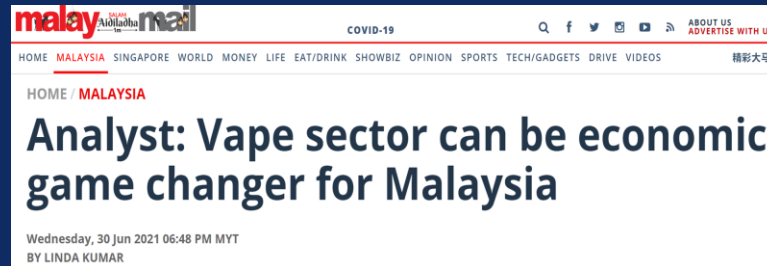 malay mail
SALAM
Aidiladha
COVID-19
ABOUT US
ADVERTISE WITH U
HOME MALAYSIA SINGAPORE WORLD MONEY LIFE EAT/DRINK SHOWBIZ OPINION SPORTS TECH/GADGETS DRIVE VIDEOS 精彩大马
HOME / MALAYSIA
Analyst: Vape sector can be economic
game changer for Malaysia
Wednesday, 30 Jun 2021 06:48 PM MYT
BY LINDA KUMAR